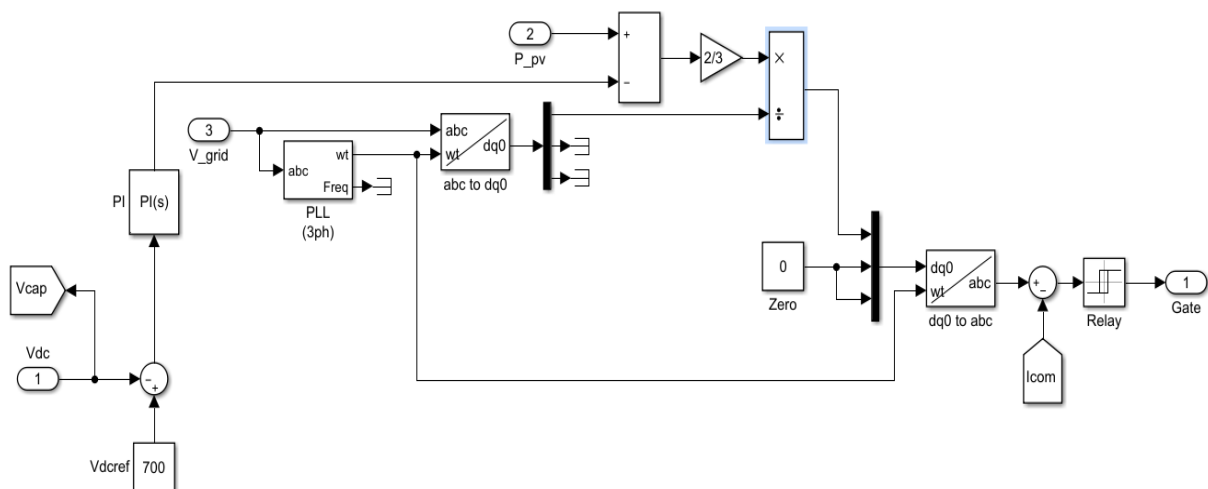 2
P_pv
+
−
2/3
×
÷
3
V_grid
abc
wt
dq0
abc to dq0
abc
wt
Freq
PLL
(3ph)
PI
PI(s)
Vcap
Vdc
1
−
+
Vdcref
700
0
Zero
dq0
wt
abc
dq0 to abc
+
−
Icom
Relay
1
Gate